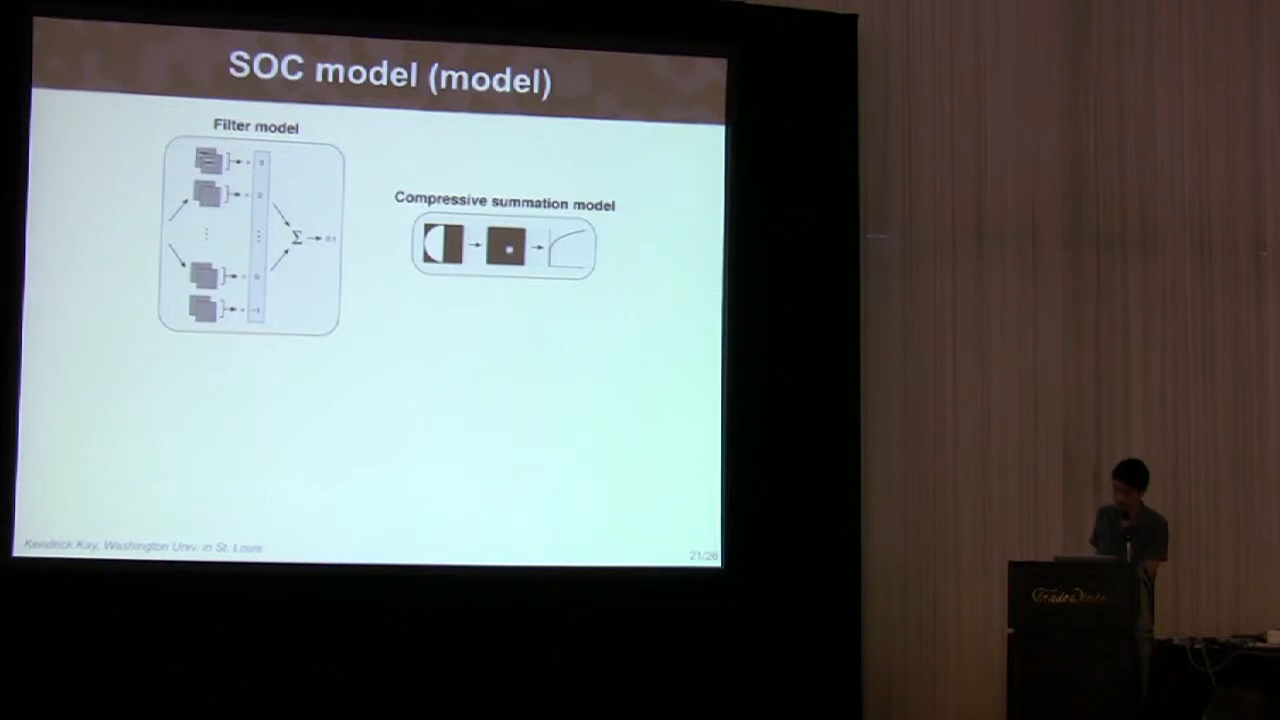 SOC model (model)
Filter model
Compressive summation model
Σ
Kendrick Kay, Washington Univ. in St. Louis
21/26